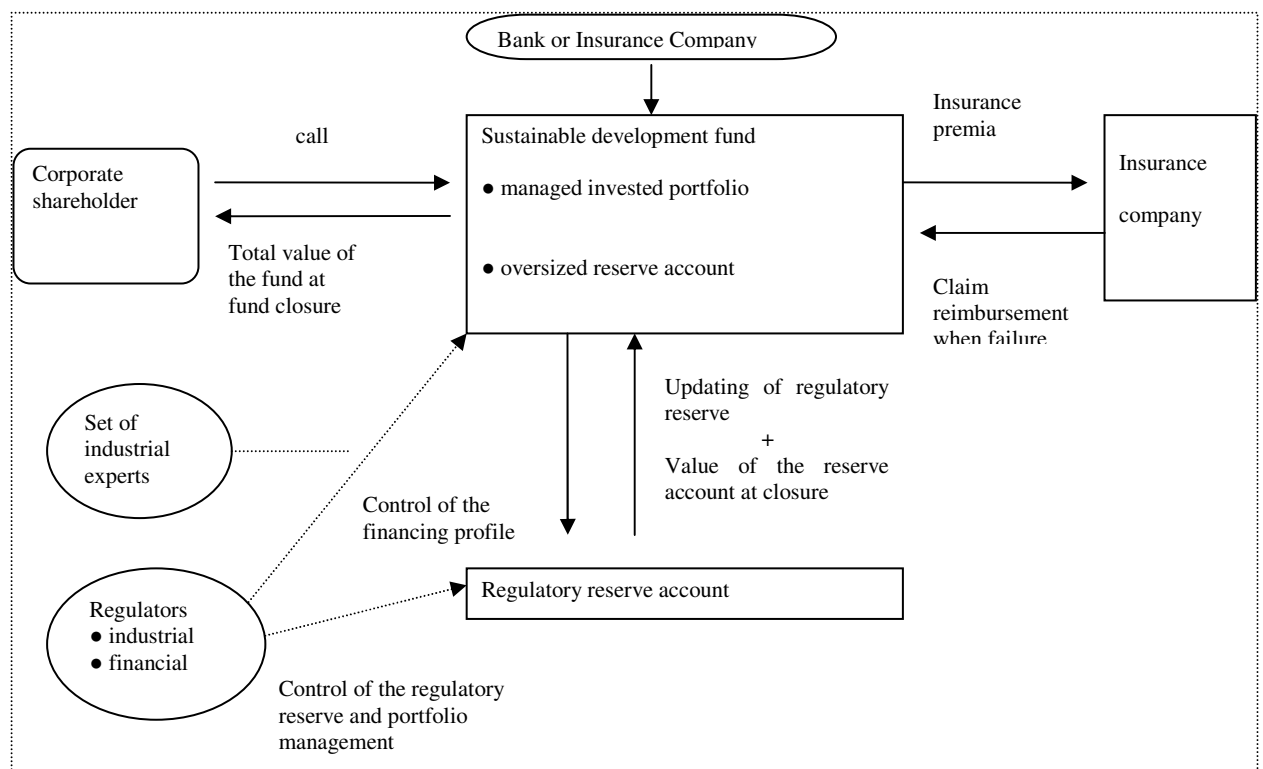 Bank or Insurance Company
Insurance
premia
call
Sustainable development fund
● managed invested portfolio
● oversized reserve account
Corporate
shareholder
Insurance
company
Total value of
the fund at
fund closure
Claim
reimbursement
when failure
Updating of regulatory
reserve
+
Value of the reserve
account at closure
Set of
industrial
experts
Control of the
financing profile
Regulatory reserve account
Regulators
● industrial
● financial
Control of the regulatory
reserve and portfolio
management